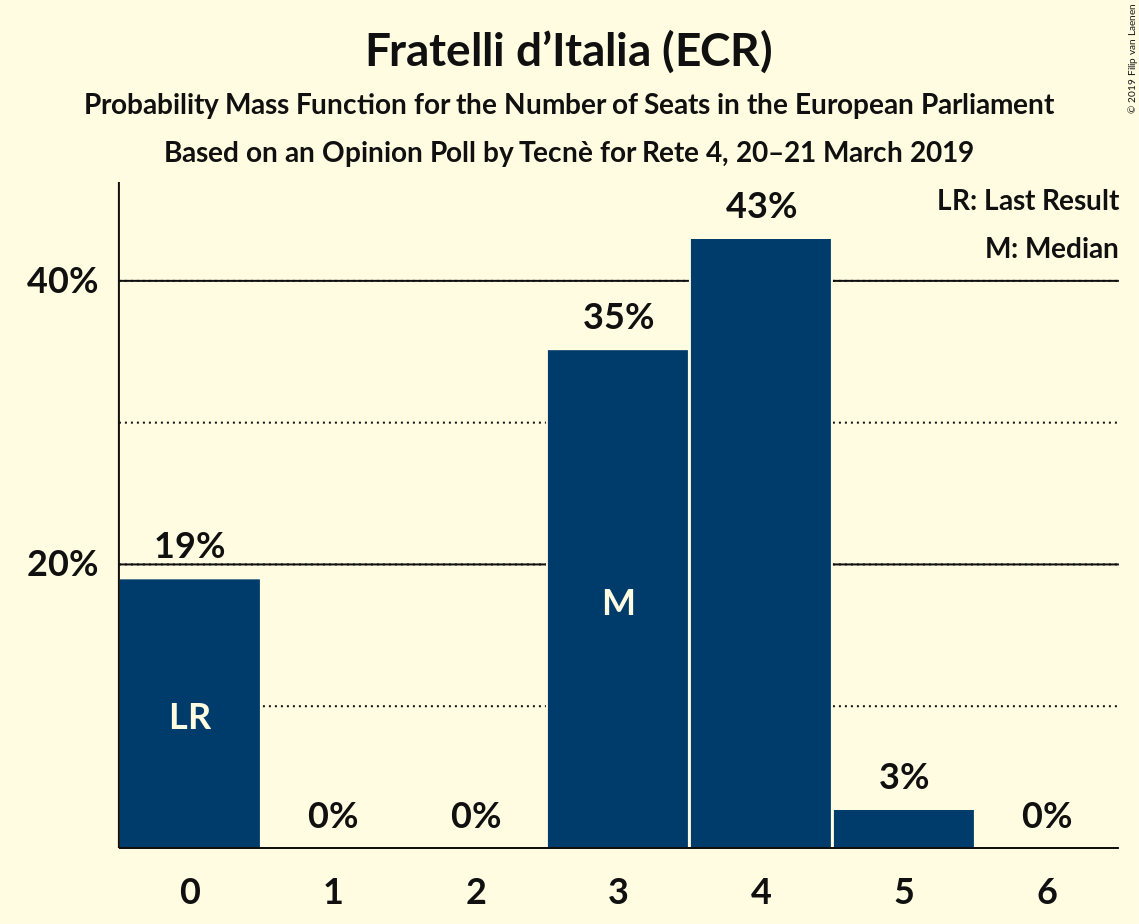 Fratelli d’Italia (ECR)
Probability Mass Function for the Number of Seats in the European Parliament
Based on an Opinion Poll by Tecnè for Rete 4, 20–21 March 2019
© 2019 Filip van Laenen
LR: Last Result
M: Median
43%
40%
35%
20%
19%
M
LR
3%
0%
0%
0%
0
1
2
3
4
5
6